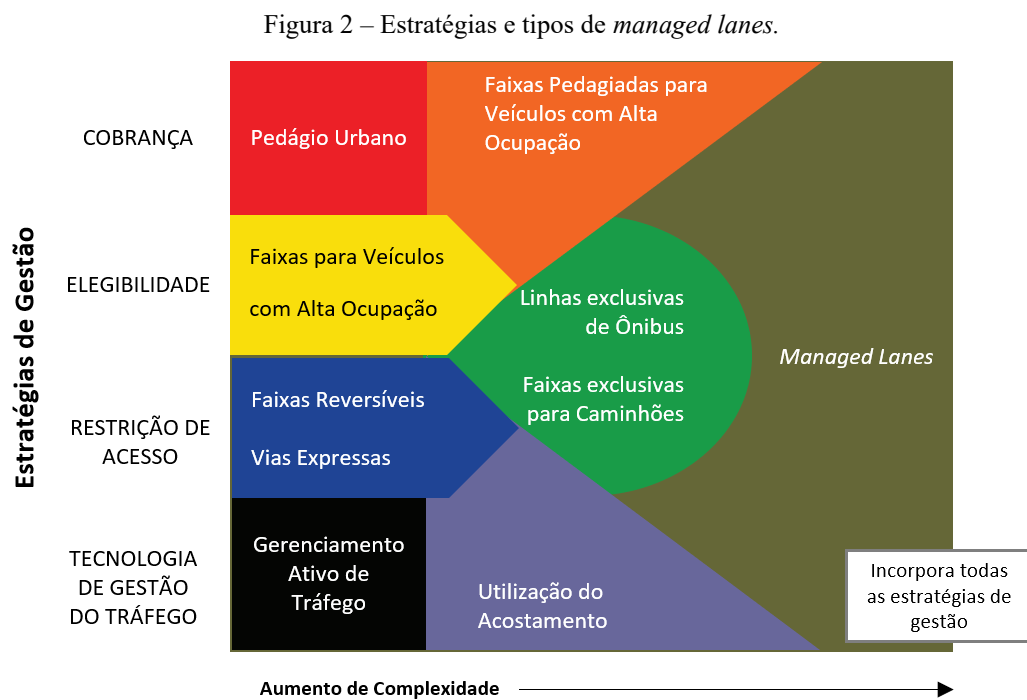 Figura 2 – Estratégias e tipos de managed lanes.
Estratégias de Gestão
COBRANÇA
Pedágio Urbano
Faixas Pedagiadas para
Veículos com Alta
Ocupação
ELEGIBILIDADE
Faixas para Veículos
com Alta Ocupação
Linhas exclusivas
de Ônibus
Faixas exclusivas
para Caminhões
Managed Lanes
RESTRIÇÃO DE
ACESSO
Faixas Reversíveis
Vias Expressas
TECNOLOGIA
DE GESTÃO
DO TRÁFEGO
Gerenciamento
Ativo de
Tráfego
Utilização do
Acostamento
Incorpora todas
as estratégias de
gestão
Aumento de Complexidade